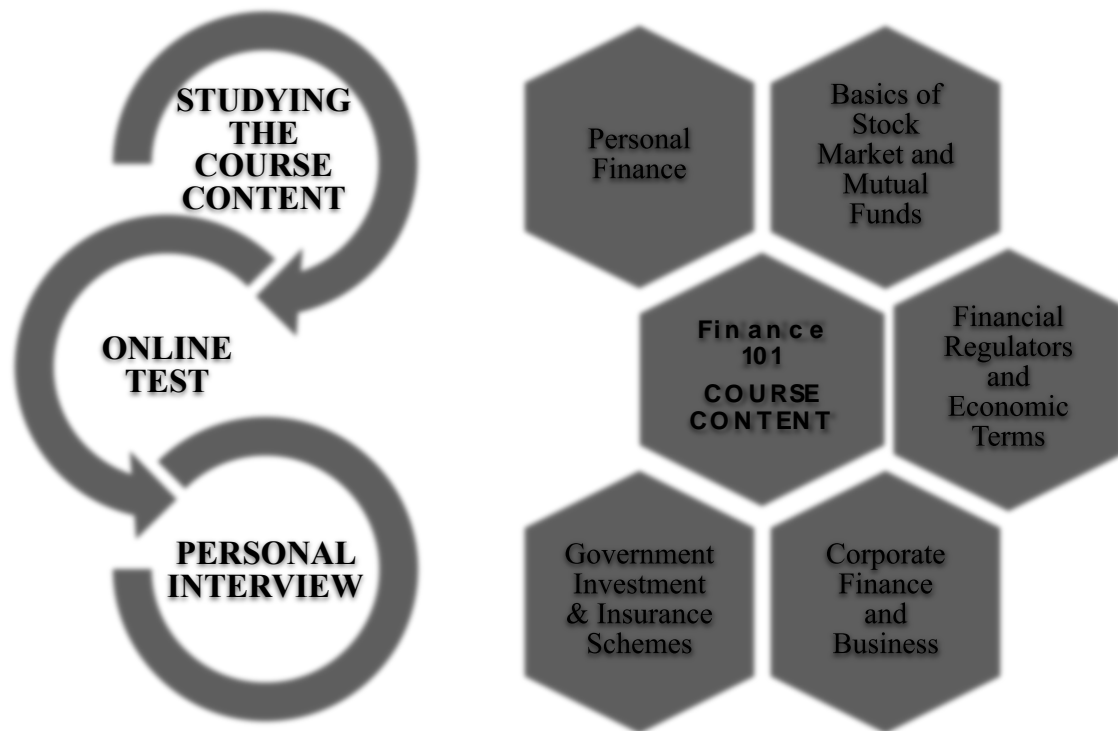 STUDYING
THE
COURSE
CONTENT
ONLINE
TEST
PERSONAL
INTERVIEW
Personal
Finance
Basics of
Stock
Market and
Mutual
Funds
Finance
101
COURSE
CONTENT
Financial
Regulators
and
Economic
Terms
Government
Investment
& Insurance
Schemes
Corporate
Finance
and
Business